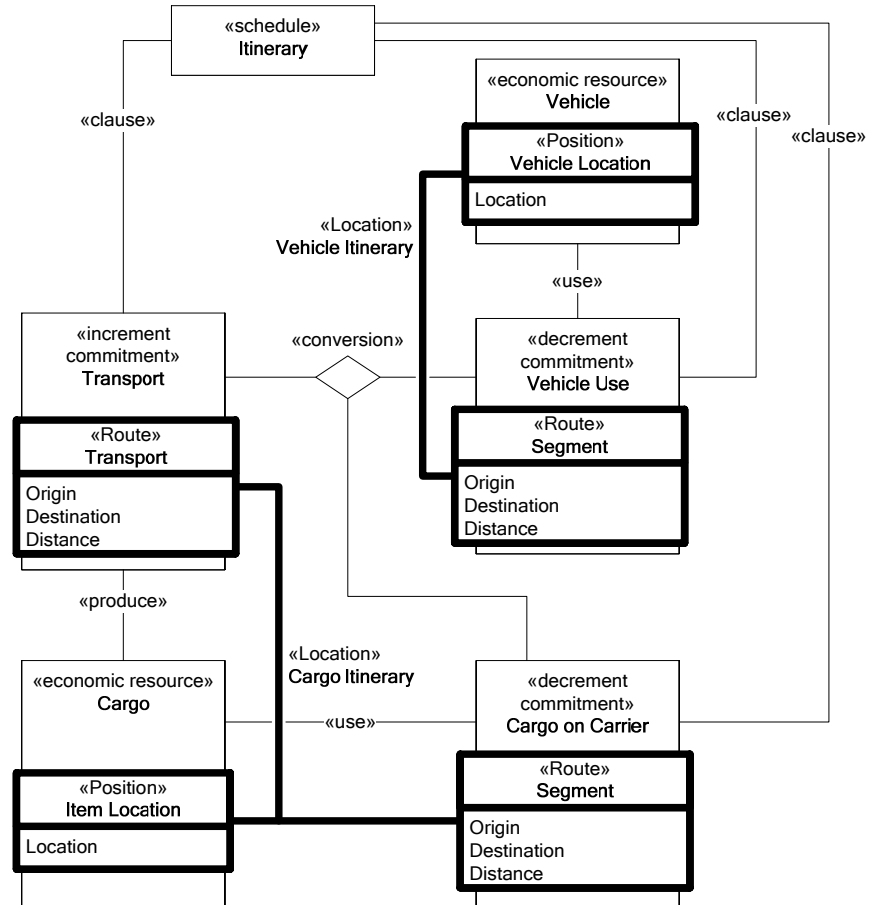 «schedule»
Itinerary
«clause»
«economic resource»
Vehicle
«clause»
«clause»
«Position»
Vehicle Location
Location
«Location»
Vehicle Itinerary
«use»
«increment
commitment»
Transport
«conversion»
«decrement
commitment»
Vehicle Use
«Route»
Transport
Origin
Destination
Distance
«Route»
Segment
Origin
Destination
Distance
«produce»
«Location»
Cargo Itinerary
«economic resource»
Cargo
«use»
«decrement
commitment»
Cargo on Carrier
«Position»
Item Location
Location
«Route»
Segment
Origin
Destination
Distance